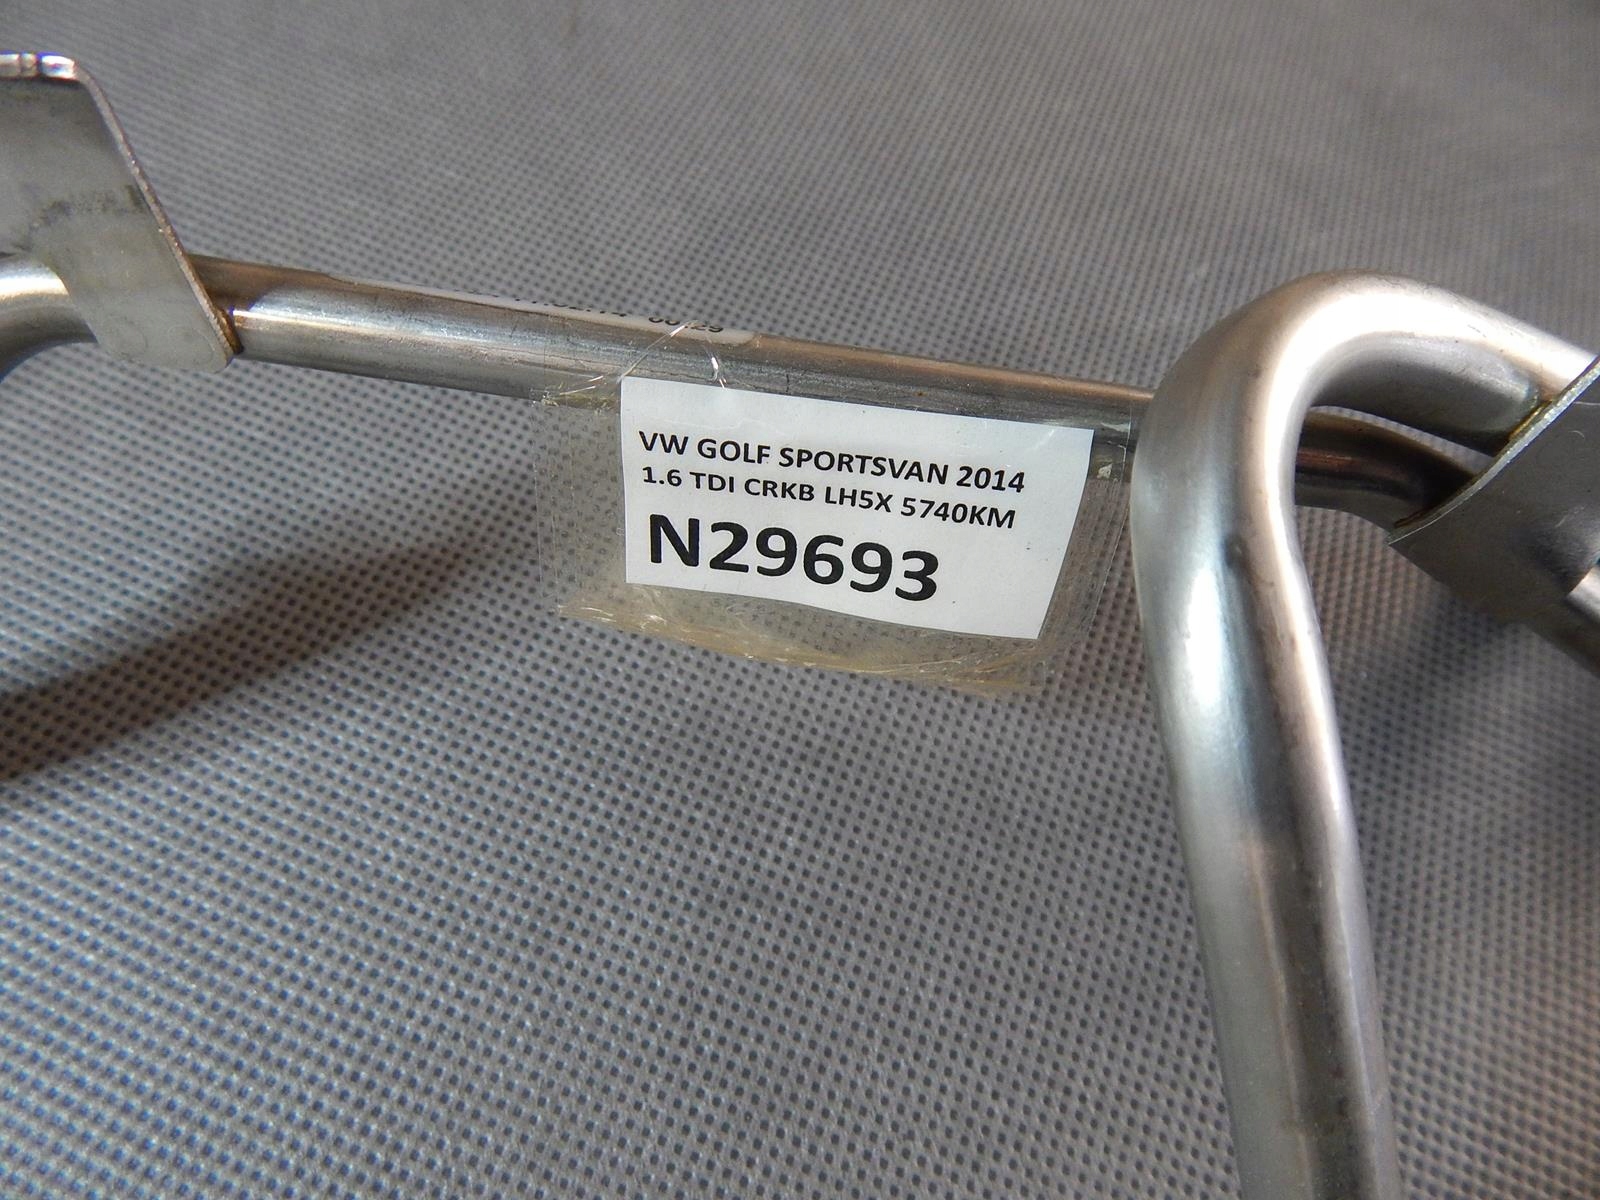 VW GOLF SPORTSVAN 2014
1.6 TDI CRKB LH5X 5740KM
N29693